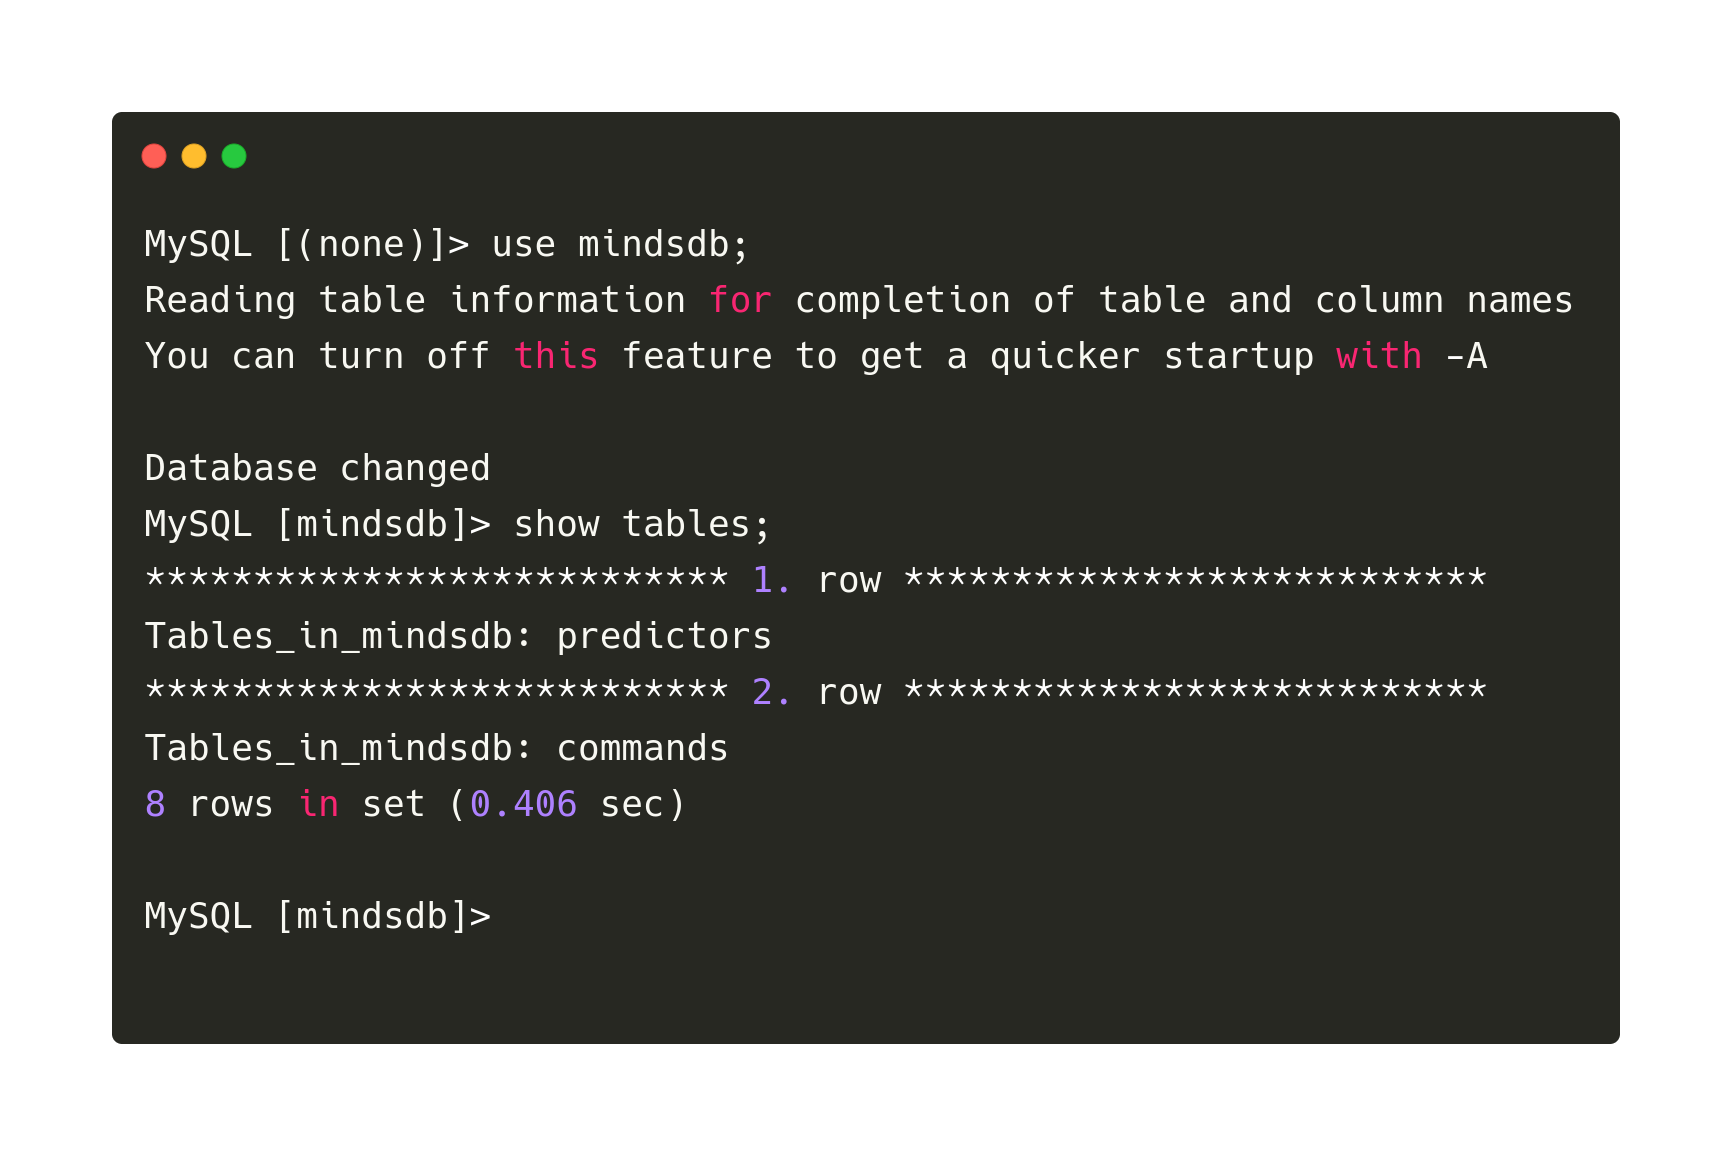 MySQL [(none)]> use mindsdb;
Reading table information for completion of table and column names
You can turn off this feature to get a quicker startup with -A
Database changed
MySQL [mindsdb]> show tables;
*************************** 1. row ***************************
Tables_in_mindsdb: predictors
*************************** 2. row ***************************
Tables_in_mindsdb: commands
8 rows in set (0.406 sec)
MySQL [mindsdb]>